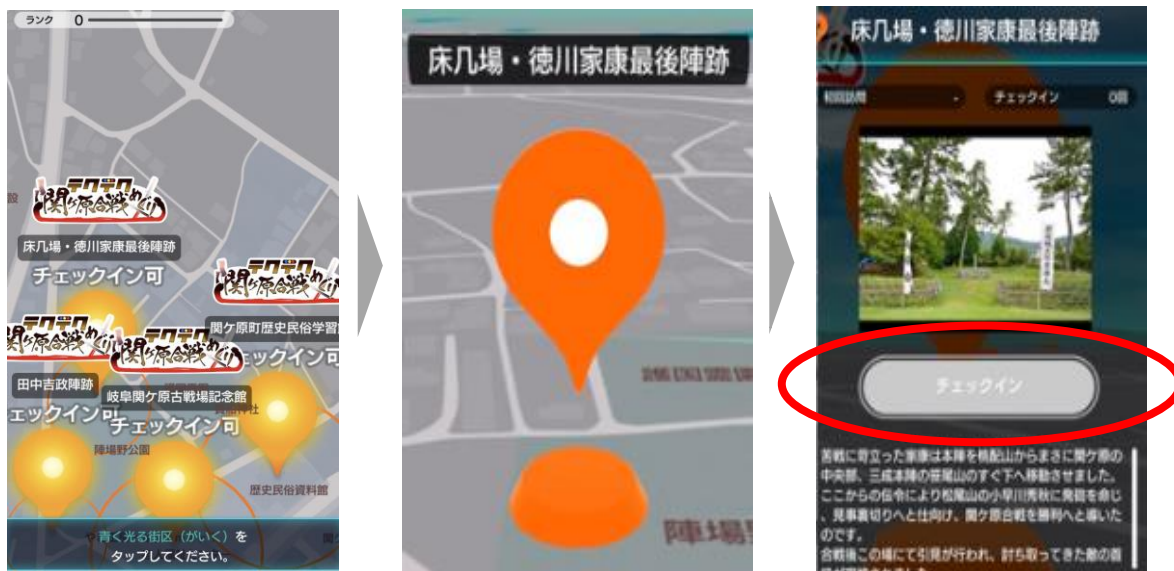 ランク 0
テクテク
関ケ原合戦めぐり
床几場・徳川家康最後陣跡
チェックイン可
テクテク
関ケ原合戦めぐり
関ケ原町歴史民俗学習
ェックイン可
テクテク
関ケ原合戦めぐり
田中吉政陣跡
ェックイン可
テクテク
関ケ原合戦めぐり
岐阜関ケ原古戦場記念館
チェックイン可
陣場野公園
歴史民俗資料館
青く光る街区（がいく）を
タップしてください。
床几場・徳川家康最後陣跡
陣場
床几場・徳川家康最後陣跡
初回訪問 - チェックイン 0回
チェックイン
苦戦に苛立った家康は本陣を桃配山からまさに関ケ原の
中央部、三成本陣の笹尾山のすぐ下へ移動させました。
ここからの伝令により松尾山の小早川秀秋に発砲を命じ
、見事裏切りへと仕向け、関ケ原合戦を勝利へと導いた
のです。
合戦後この場にて引見が行われ、討ち取ってきた敵の首